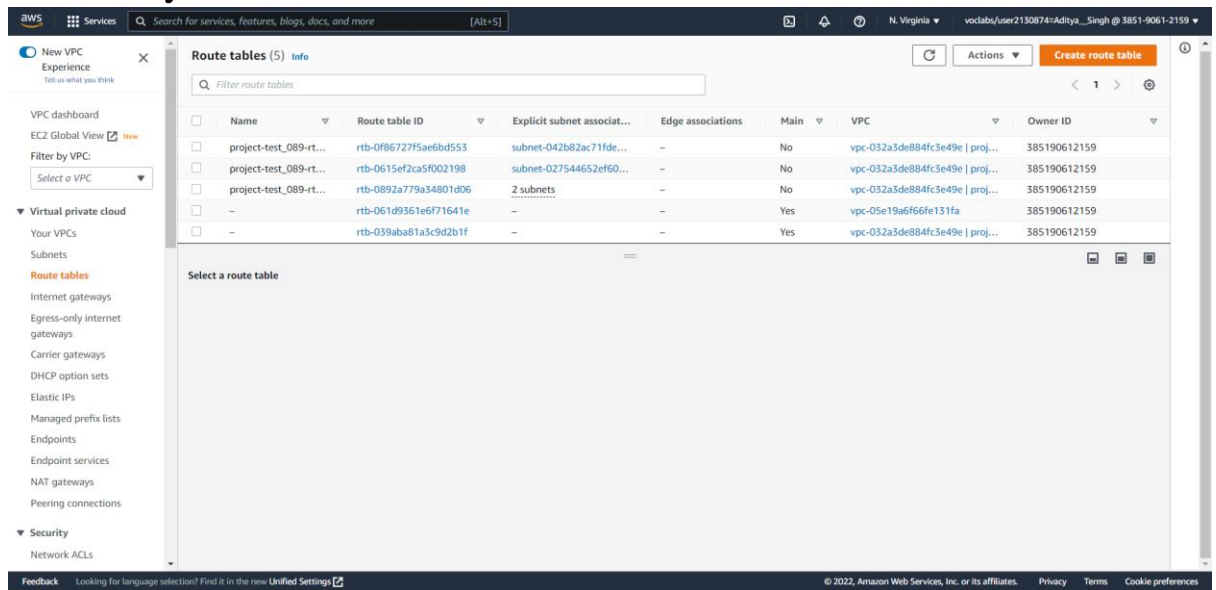 aws Services Search for services, features, blogs, docs, and more [Alt+S] N. Virginia ▼ voclabs/user2130874=Aditya__Singh @ 3851-9061-2159 ▼
New VPC Experience
Tell us what you think
VPC dashboard
EC2 Global View New
Filter by VPC:
Select a VPC
Virtual private cloud
Your VPCs
Subnets
Route tables
Internet gateways
Egress-only internet
gateways
Carrier gateways
DHCP option sets
Elastic IPs
Managed prefix lists
Endpoints
Endpoint services
NAT gateways
Peering connections
Security
Network ACLs
Route tables (5) Info Actions ▼ Create route table
Filter route tables < 1 >
Name Route table ID Explicit subnet associat... Edge associations Main VPC Owner ID
project-test_089-rt... rtb-0f86727f5ae6bd553 subnet-042b82ac71fde... – No vpc-032a3de884fc3e49e | proj... 385190612159
project-test_089-rt... rtb-0615ef2ca5f002198 subnet-027544652ef60... – No vpc-032a3de884fc3e49e | proj... 385190612159
project-test_089-rt... rtb-0892a779a34801d06 2 subnets – No vpc-032a3de884fc3e49e | proj... 385190612159
– rtb-061d9361e6f71641e – – Yes vpc-05e19a6f66fe131fa 385190612159
– rtb-039aba81a3c9d2b1f – – Yes vpc-032a3de884fc3e49e | proj... 385190612159
Select a route table
Feedback Looking for language selection? Find it in the new Unified Settings © 2022, Amazon Web Services, Inc. or its affiliates. Privacy Terms Cookie preferences